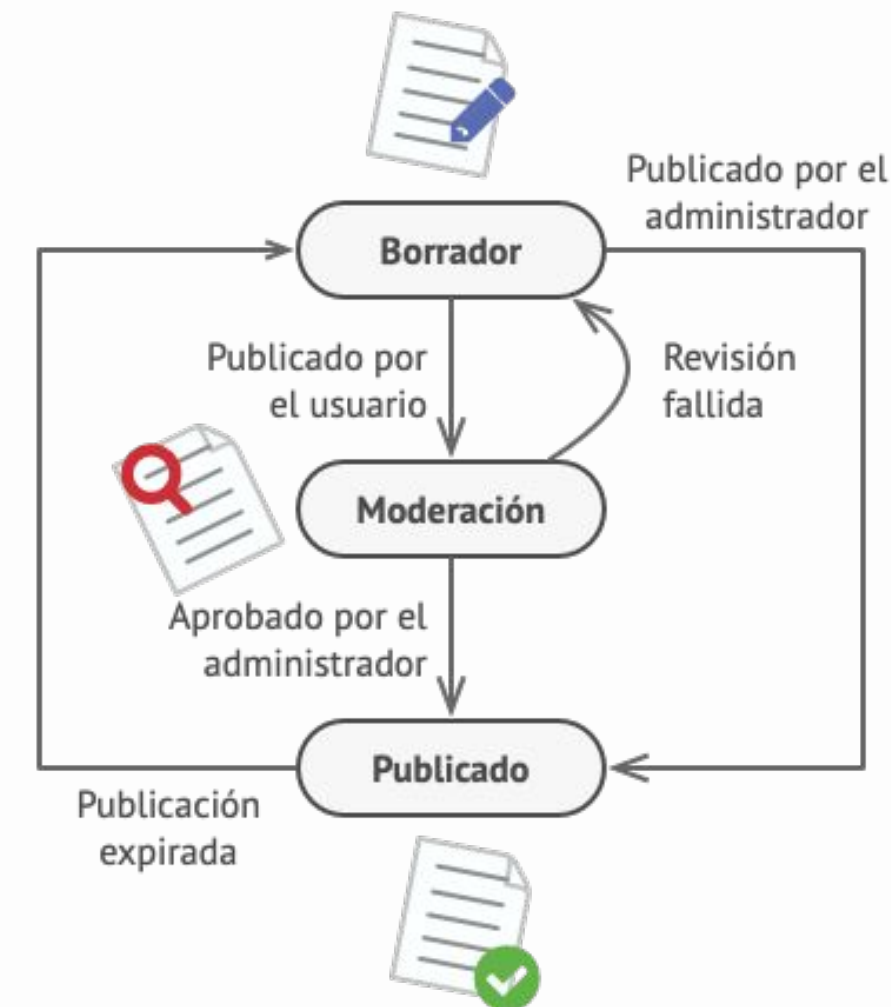 Publicado por el
administrador
Borrador
Publicado por
el usuario
Revisión
fallida
Moderación
Aprobado por el
administrador
Publicado
Publicación
expirada